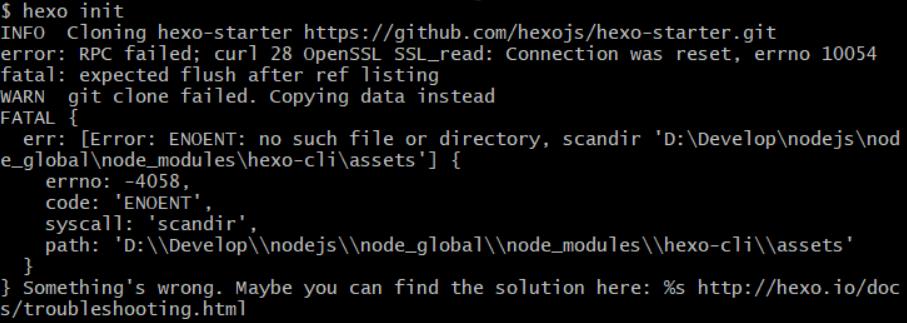 $ hexo init
INFO  Cloning hexo-starter https://github.com/hexojs/hexo-starter.git
error: RPC failed; curl 28 OpenSSL SSL_read: Connection was reset, errno 10054
fatal: expected flush after ref listing
WARN  git clone failed. Copying data instead
FATAL {
  err: [Error: ENOENT: no such file or directory, scandir 'D:\Develop\nodejs\nod
e_global\node_modules\hexo-cli\assets'] {
    errno: -4058,
    code: 'ENOENT',
    syscall: 'scandir',
    path: 'D:\\Develop\\nodejs\\node_global\\node_modules\\hexo-cli\\assets'
  }
} Something's wrong. Maybe you can find the solution here: %s http://hexo.io/doc
s/troubleshooting.html